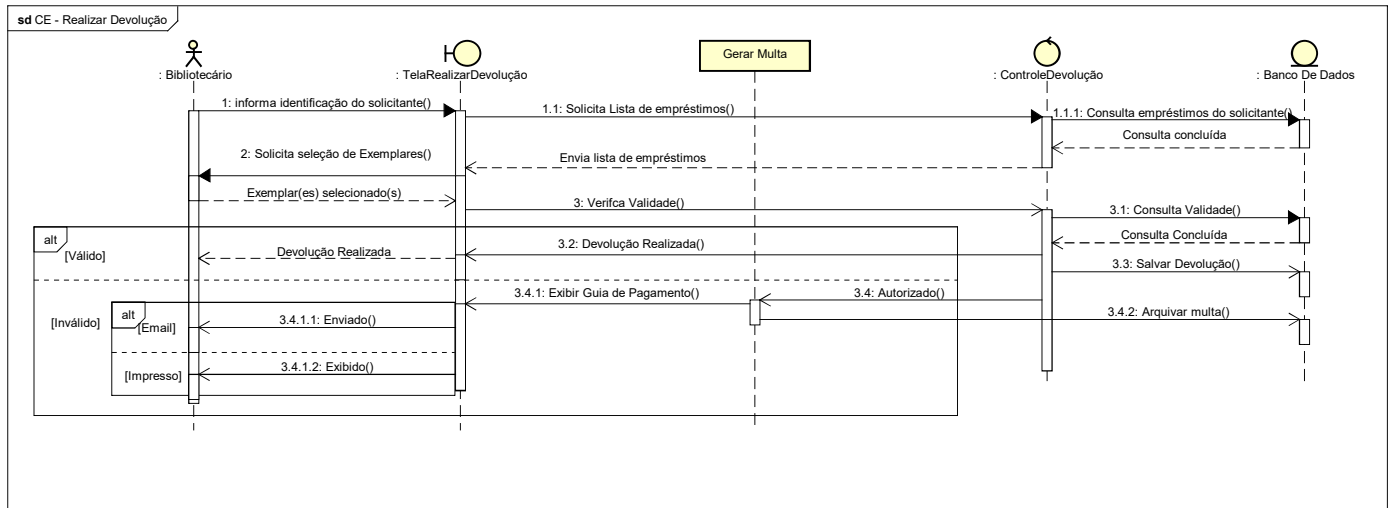 sd CE - Realizar Devolução
: Bibliotecário
: TelaRealizarDevolução
Gerar Multa
: ControleDevolução
: Banco De Dados
1: informa identificação do solicitante()
1.1: Solicita Lista de empréstimos()
1.1.1: Consulta empréstimos do solicitante()
Consulta concluída
2: Solicita seleção de Exemplares()
Envia lista de empréstimos
Exemplar(es) selecionado(s)
3: Verifca Validade()
3.1: Consulta Validade()
alt
[Válido]
Devolução Realizada
3.2: Devolução Realizada()
Consulta Concluída
3.3: Salvar Devolução()
3.4.1: Exibir Guia de Pagamento()
3.4: Autorizado()
[Inválido]
alt
[Email]
3.4.1.1: Enviado()
3.4.2: Arquivar multa()
[Impresso]
3.4.1.2: Exibido()